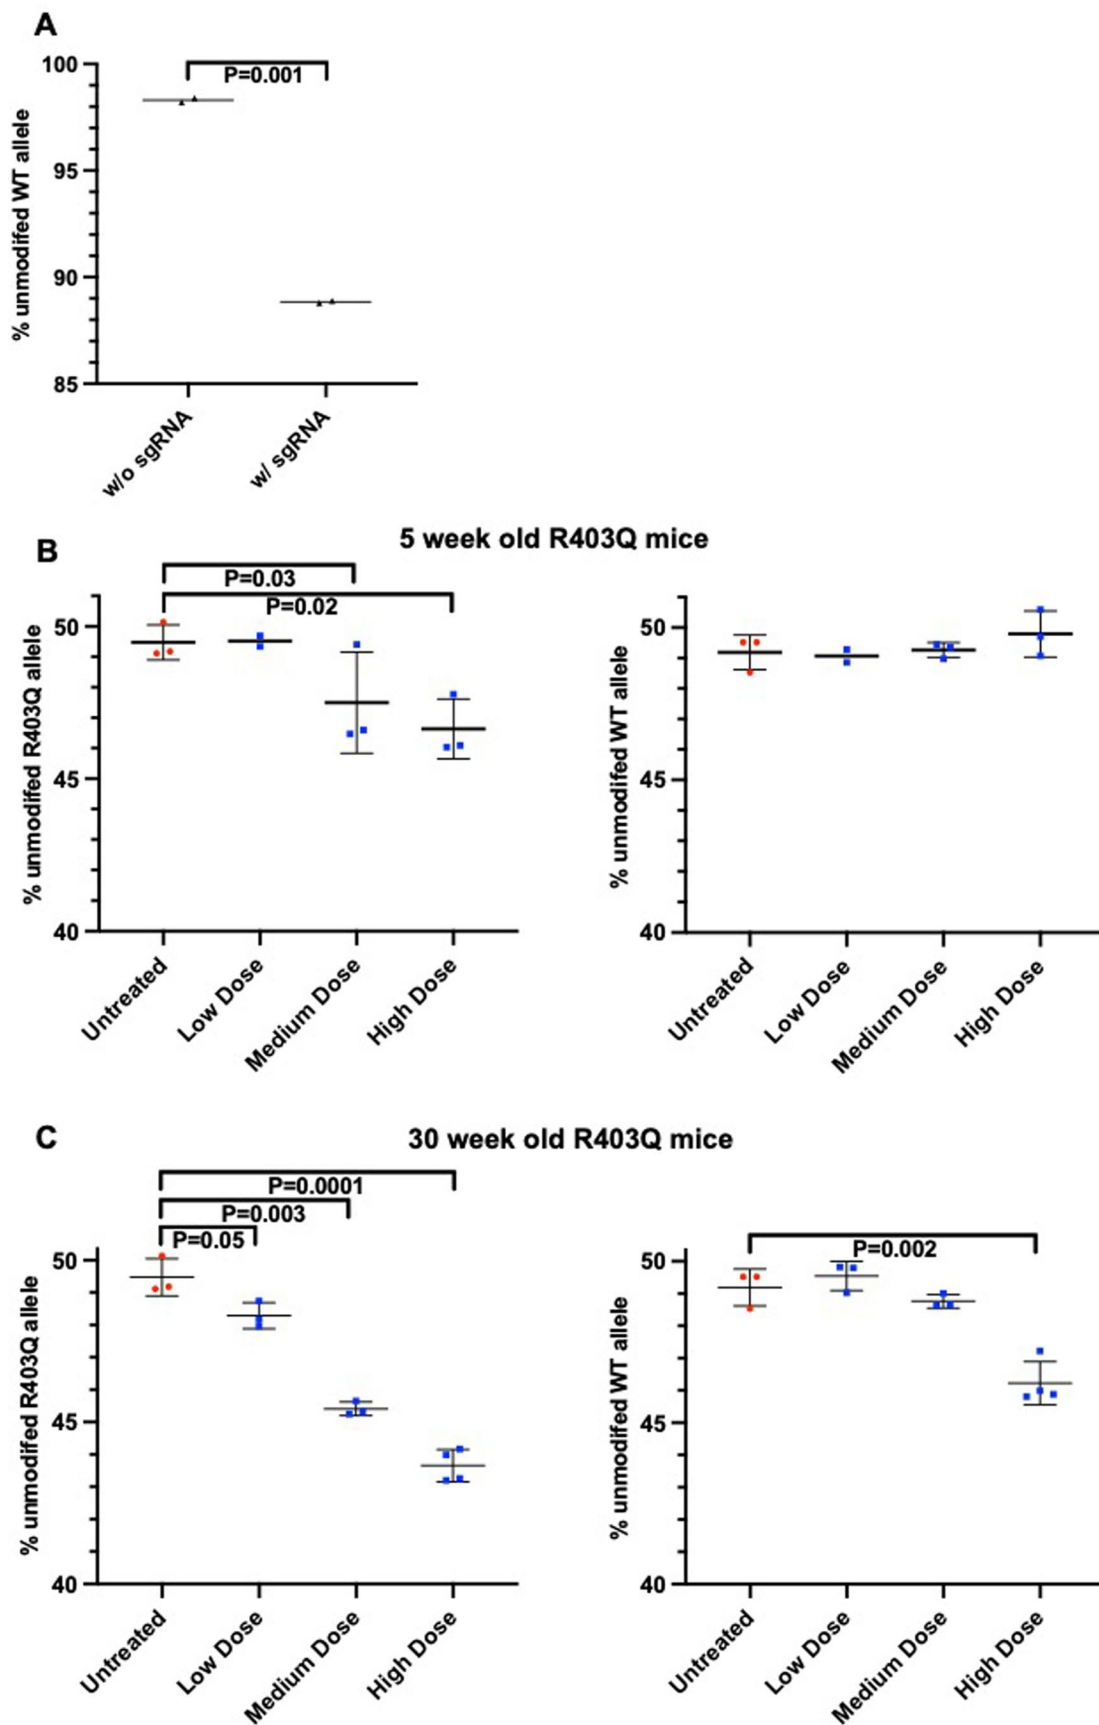 A
P=0.001
% unmodifed WT allele
100
95
90
85
w/o sgRNA
w/ sgRNA
B
5 week old R403Q mice
P=0.03
P=0.02
% unmodifed R403Q allele
50
45
40
Untreated
Low Dose
Medium Dose
High Dose
% unmodifed WT allele
50
45
40
Untreated
Low Dose
Medium Dose
High Dose
C
30 week old R403Q mice
P=0.0001
P=0.003
P=0.05
% unmodifed R403Q allele
50
45
40
Untreated
Low Dose
Medium Dose
High Dose
P=0.002
% unmodifed WT allele
50
45
40
Untreated
Low Dose
Medium Dose
High Dose